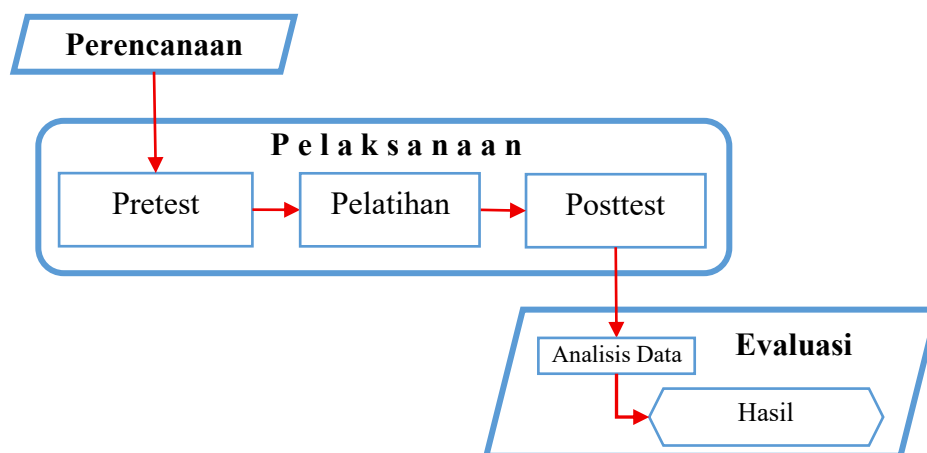 Perencanaan
Pelaksanaan
Pretest
Pelatihan
Posttest
Analisis Data
Evaluasi
Hasil